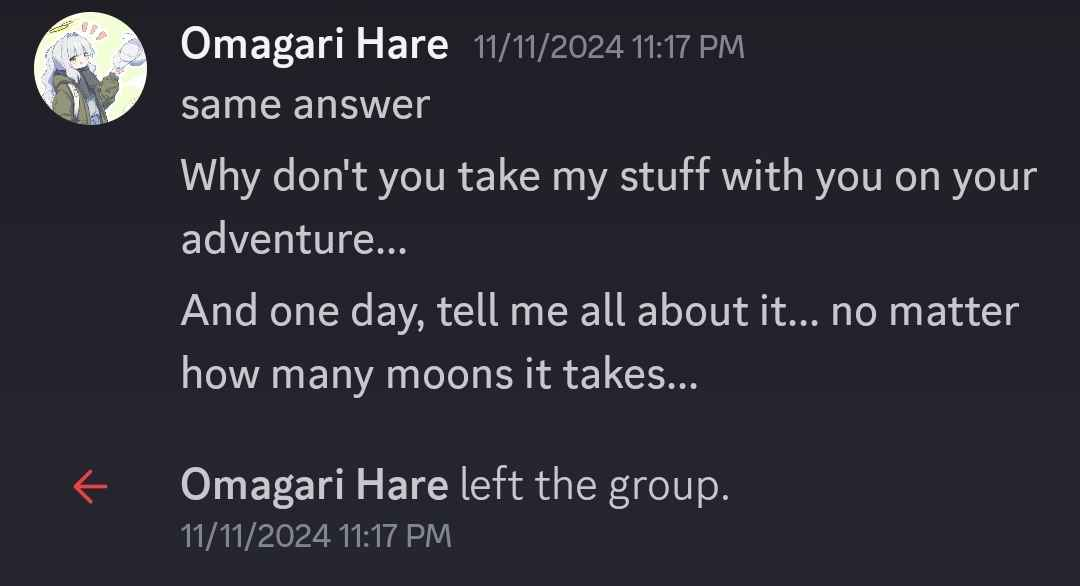 Omagari Hare 11/11/2024 11:17 PM
same answer
Why don't you take my stuff with you on your
adventure...
And one day, tell me all about it... no matter
how many moons it takes...
Omagari Hare left the group.
11/11/2024 11:17 PM